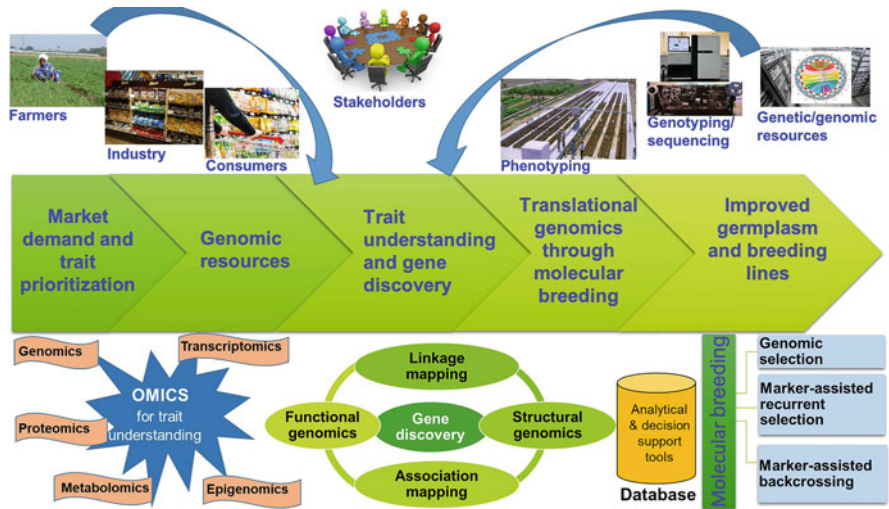 Farmers
Industry
Consumers
Stakeholders
Phenotyping
Genotyping/
sequencing
Genetic/genomic
resources
Market
demand and
trait
prioritization
Genomic
resources
Trait
understanding
and gene
discovery
Translational
genomics
through
molecular
breeding
Improved
germplasm
and breeding
lines
Genomics
Transcriptomics
OMICS
for trait
understanding
Proteomics
Metabolomics
Epigenomics
Linkage
mapping
Functional
genomics
Gene
discovery
Structural
genomics
Association
mapping
Analytical
& decision
support
tools
Database
Molecular breeding
Genomic
selection
Marker-assisted
recurrent
selection
Marker-assisted
backcrossing